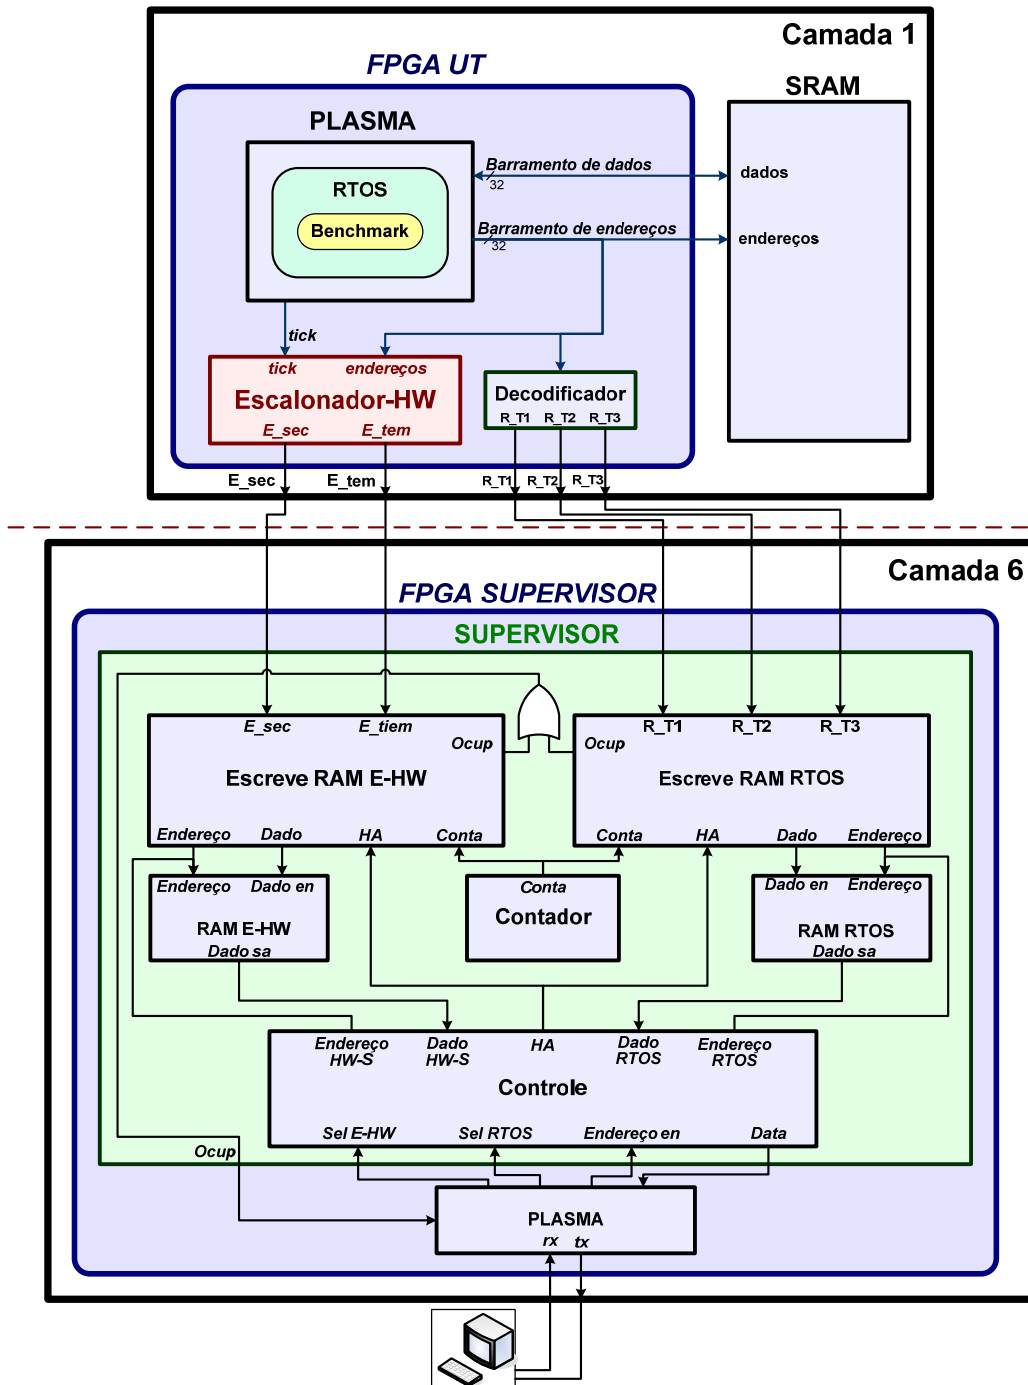 Camada 1
FPGA UT
SRAM
PLASMA
RTOS
Benchmark
Barramento de dados
32
dados
Barramento de endereços
32
endereços
tick
tick endereços
Escalonador-HW
E_sec E_tem
Decodificador
R_T1 R_T2 R_T3
E_sec E_tem R_T1 R_T2 R_T3
Camada 6
FPGA SUPERVISOR
SUPERVISOR
E_sec E_tiem
Ocup
Escreve RAM E-HW
Endereço Dado HA Conta
R_T1 R_T2 R_T3
Ocup
Escreve RAM RTOS
Conta HA Dado Endereço
Endereço Dado en
RAM E-HW
Dado sa
Conta
Contador
Dado en Endereço
RAM RTOS
Dado sa
Endereço HW-S
Dado HW-S
HA
Dado RTOS
Endereço RTOS
Controle
Sel E-HW Sel RTOS Endereço en Data
Ocup
PLASMA
rx tx